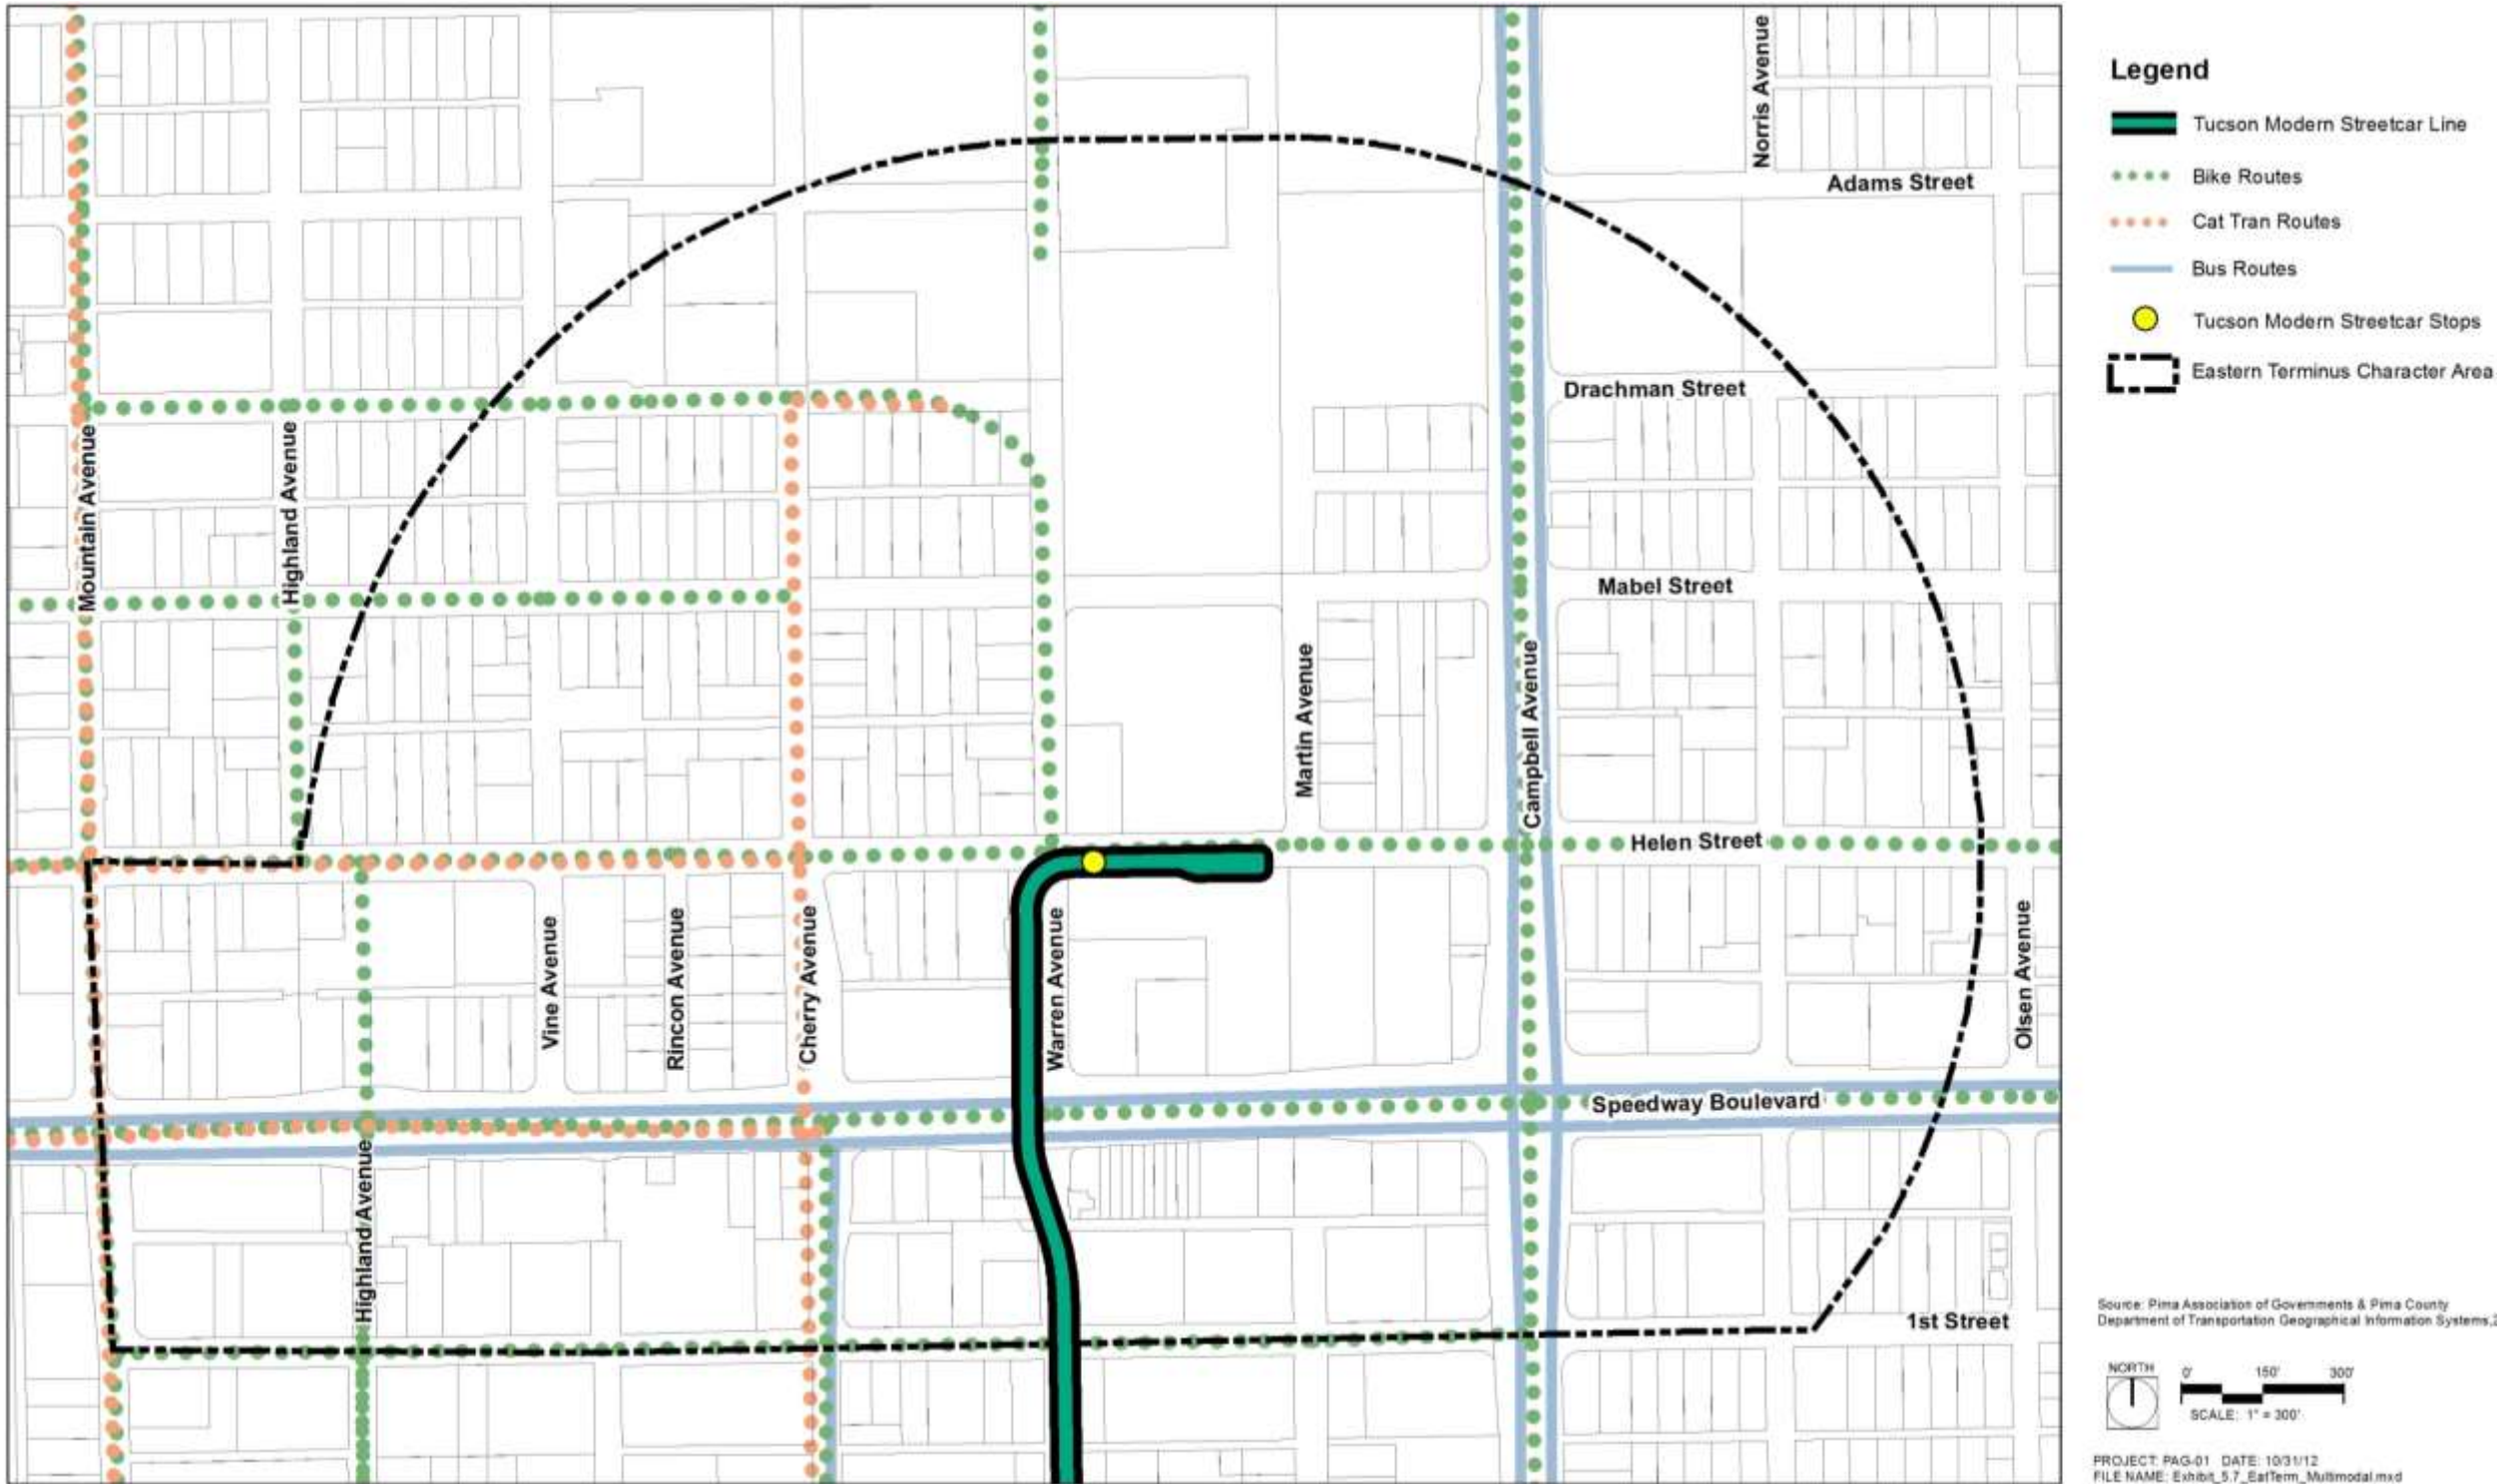 Norris Avenue
Adams Street
Drachman Street
Mountain Avenue
Highland Avenue
Mabel Street
Martin Avenue
Campbell Avenue
Helen Street
Vine Avenue
Rincon Avenue
Cherry Avenue
Warren Avenue
Olsen Avenue
Speedway Boulevard
Highland Avenue
1st Street
Legend
Tucson Modern Streetcar Line
Bike Routes
Cat Tran Routes
Bus Routes
Tucson Modern Streetcar Stops
Eastern Terminus Character Area
Source: Pima Association of Governments & Pima County
Department of Transportation Geographical Information Systems,2
NORTH
0' 150' 300'
SCALE: 1" = 300'
PROJECT: PAG-01 DATE: 10/31/12
FILE NAME: Exhibit_5.7_EatTerm_Multimodal.mxd